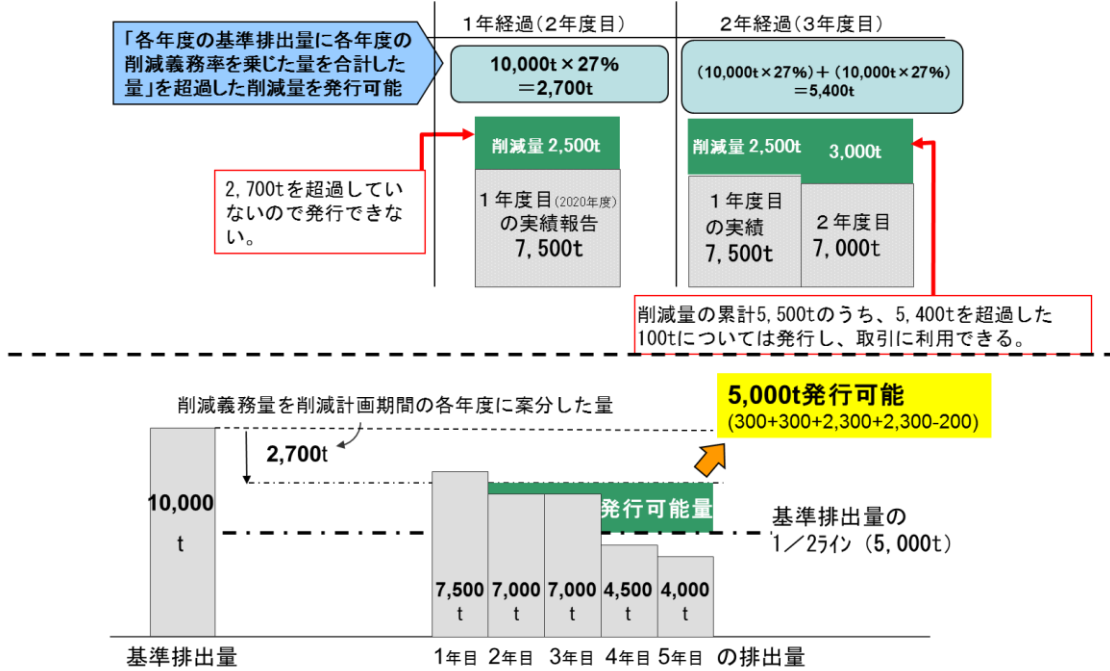 1年経過(2年度目)
2年経過(3年度目)
「各年度の基準排出量に各年度の
削減義務率を乗じた量を合計した
量」を超過した削減量を発行可能
10,000t×27%
=2,700t
(10,000t×27%)+(10,000t×27%)
=5,400t
削減量 2,500t
削減量 2,500t
3,000t
2,700tを超過してい
ないので発行できな
い。
1年度目(2020年度)
の実績報告
7,500t
1年度目
の実績
7,500t
2年度目
7,000t
削減量の累計5,500tのうち、5,400tを超過した
100tについては発行し、取引に利用できる。
削減義務量を削減計画期間の各年度に案分した量
5,000t発行可能
(300+300+2,300+2,300-200)
2,700t
10,000
t
発行可能量
基準排出量の
1/2ライン (5,000t)
7,500
t
7,000
t
7,000
t
4,500
t
4,000
t
基準排出量
1年目 2年目 3年目 4年目 5年目 の排出量